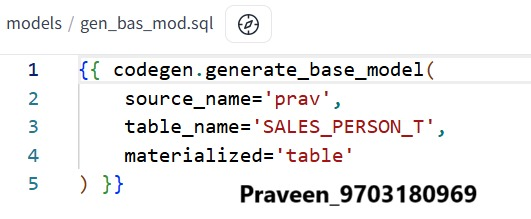 models / gen_bas_mod.sql
1 {{ codegen.generate_base_model(
2 source_name='prav',
3 table_name='SALES_PERSON_T',
4 materialized='table'
5 ) }}
Praveen_9703180969